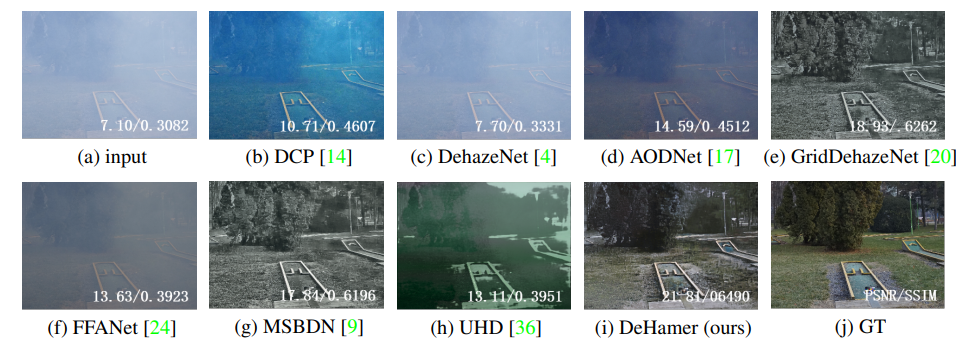 7.10/0.3082
10.71/0.4607
7.70/0.3331
14.59/0.4512
18.93/.6262
(a) input
(b) DCP [14]
(c) DehazeNet [4]
(d) AODNet [17]
(e) GridDehazeNet [20]
13.63/0.3923
17.84/0.6196
13.11/0.3951
21.81/06490
PSNR/SSIM
(f) FFANet [24]
(g) MSBDN [9]
(h) UHD [36]
(i) DeHamer (ours)
(j) GT